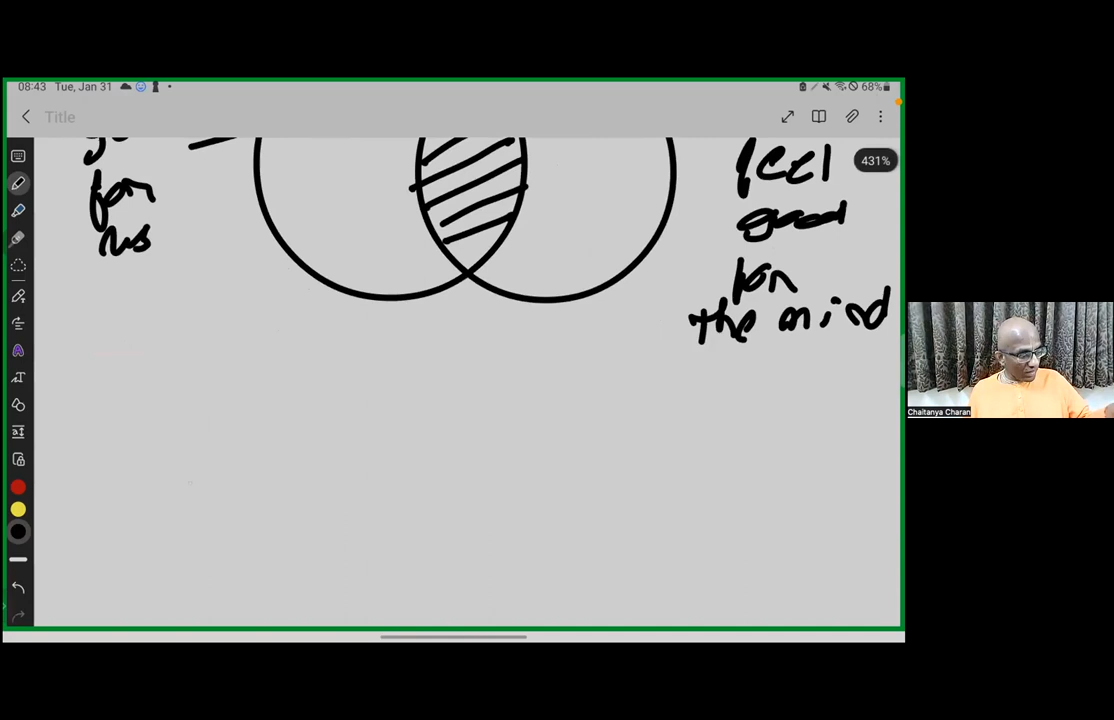 08:43 Tue, Jan 31
68%
Title
431%
for
us
feel
good
for
the mind
Chaitanya Charan